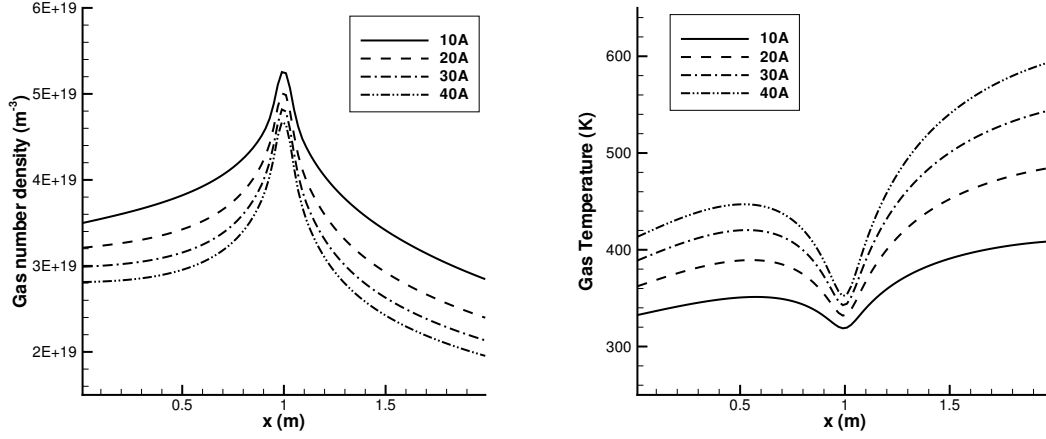 6E+19
5E+19
4E+19
3E+19
2E+19
Gas number density (m⁻³)
10A
20A
30A
40A
0.5
1
1.5
x (m)
600
500
400
300
Gas Temperature (K)
10A
20A
30A
40A
0.5
1
1.5
x (m)